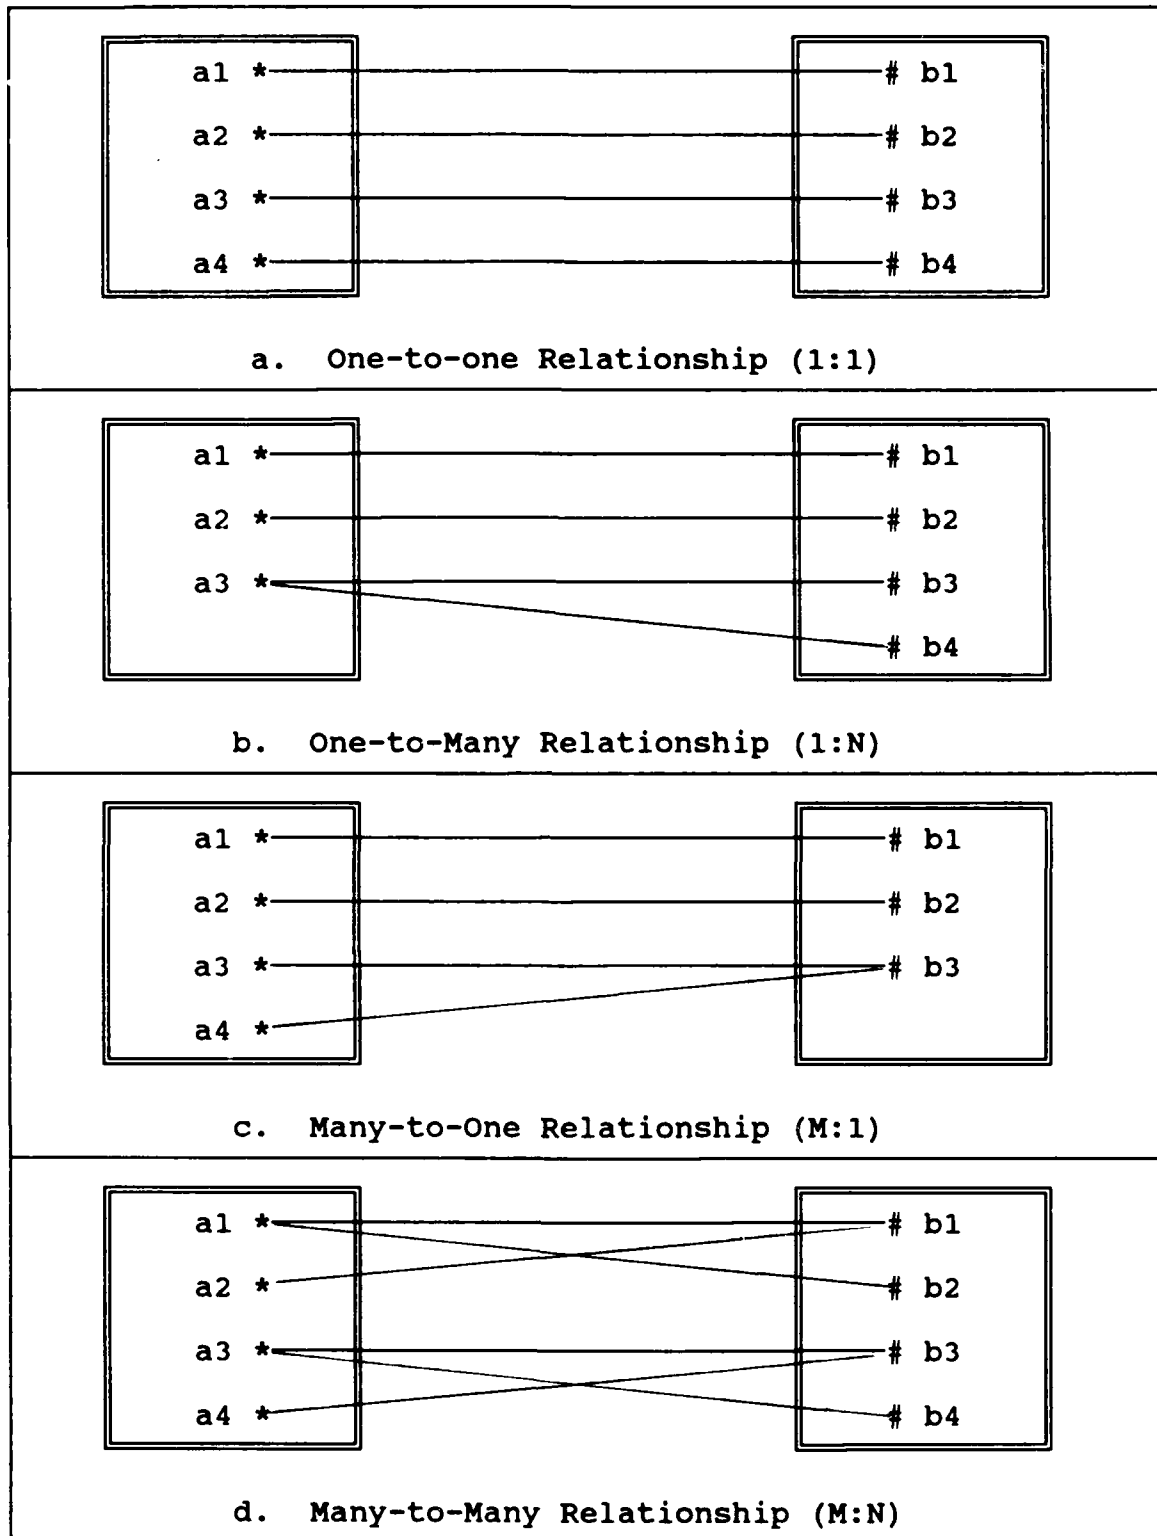 a1 * # b1
a2 * # b2
a3 * # b3
a4 * # b4
a. One-to-one Relationship (1:1)
a1 * # b1
a2 * # b2
a3 * # b3
# b4
b. One-to-Many Relationship (1:N)
a1 * # b1
a2 * # b2
a3 * # b3
a4 *
c. Many-to-One Relationship (M:1)
a1 * # b1
a2 * # b2
a3 * # b3
a4 * # b4
d. Many-to-Many Relationship (M:N)